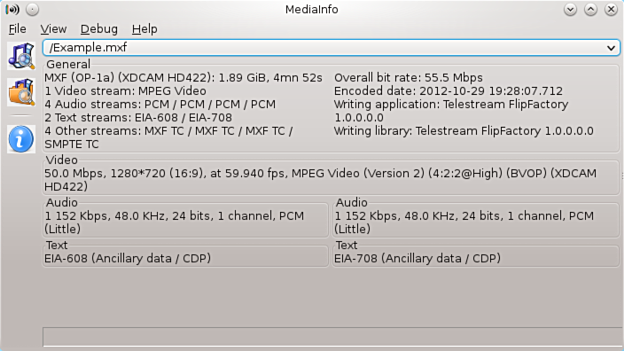 MediaInfo
File View Debug Help
/Example.mxf
General
MXF (OP-1a) (XDCAM HD422): 1.89 GiB, 4mn 52s
1 Video stream: MPEG Video
4 Audio streams: PCM / PCM / PCM / PCM
2 Text streams: EIA-608 / EIA-708
4 Other streams: MXF TC / MXF TC / MXF TC /
SMPTE TC
Overall bit rate: 55.5 Mbps
Encoded date: 2012-10-29 19:28:07.712
Writing application: Telestream FlipFactory
1.0.0.0.0
Writing library: Telestream FlipFactory 1.0.0.0.0
Video
50.0 Mbps, 1280*720 (16:9), at 59.940 fps, MPEG Video (Version 2) (4:2:2@High) (BVOP) (XDCAM
HD422)
Audio
1 152 Kbps, 48.0 KHz, 24 bits, 1 channel, PCM
(Little)
Audio
1 152 Kbps, 48.0 KHz, 24 bits, 1 channel, PCM
(Little)
Text
EIA-608 (Ancillary data / CDP)
Text
EIA-708 (Ancillary data / CDP)